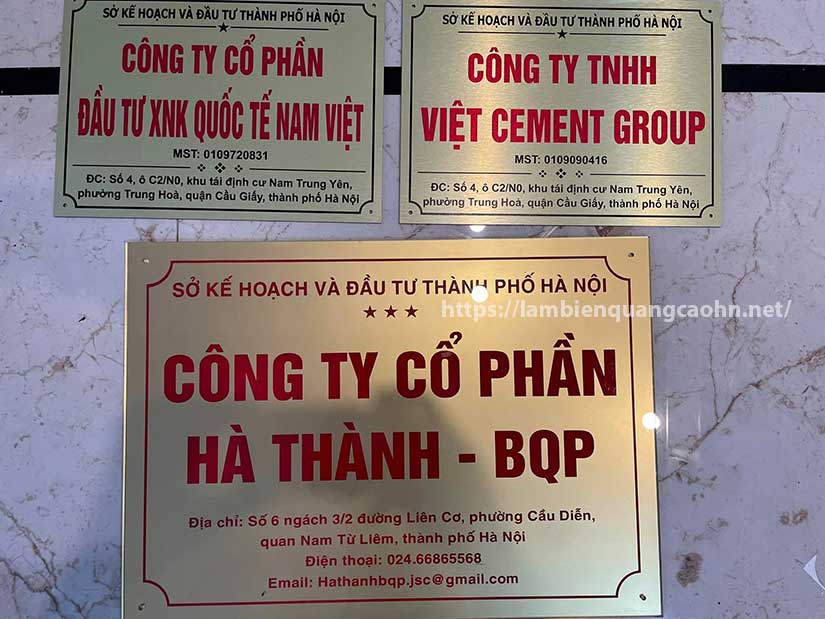 SỞ KẾ HOẠCH VÀ ĐẦU TƯ THÀNH PHỐ HÀ NỘI
CÔNG TY CỔ PHẦN
ĐẦU TƯ XNK QUỐC TẾ NAM VIỆT
MST: 0109720831
ĐC: Số 4, ô C2/N0, khu tái định cư Nam Trung Yên,
phường Trung Hoà, quận Cầu Giấy, thành phố Hà Nội
SỞ KẾ HOẠCH VÀ ĐẦU TƯ THÀNH PHỐ HÀ NỘI
CÔNG TY TNHH
VIỆT CEMENT GROUP
MST: 0109090416
ĐC: Số 4, ô C2/N0, khu tái định cư Nam Trung Yên,
phường Trung Hoà, quận Cầu Giấy, thành phố Hà Nội
SỞ KẾ HOẠCH VÀ ĐẦU TƯ THÀNH PHỐ HÀ NỘI
https://lambienquangcaohn.net/
CÔNG TY CỔ PHẦN
HÀ THÀNH - BQP
Địa chỉ: Số 6 ngách 3/2 đường Liên Cơ, phường Cầu Diễn,
quan Nam Từ Liêm, thành phố Hà Nội
Điện thoại: 024.66865568
Email: Hathanhbqp.jsc@gmail.com